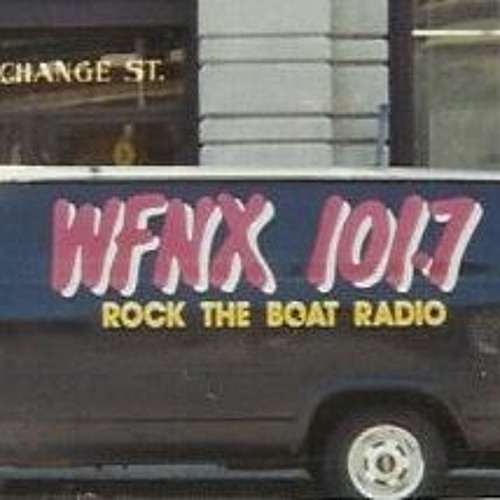 CHANGE ST.
WFNX 101.7
ROCK THE BOAT RADIO